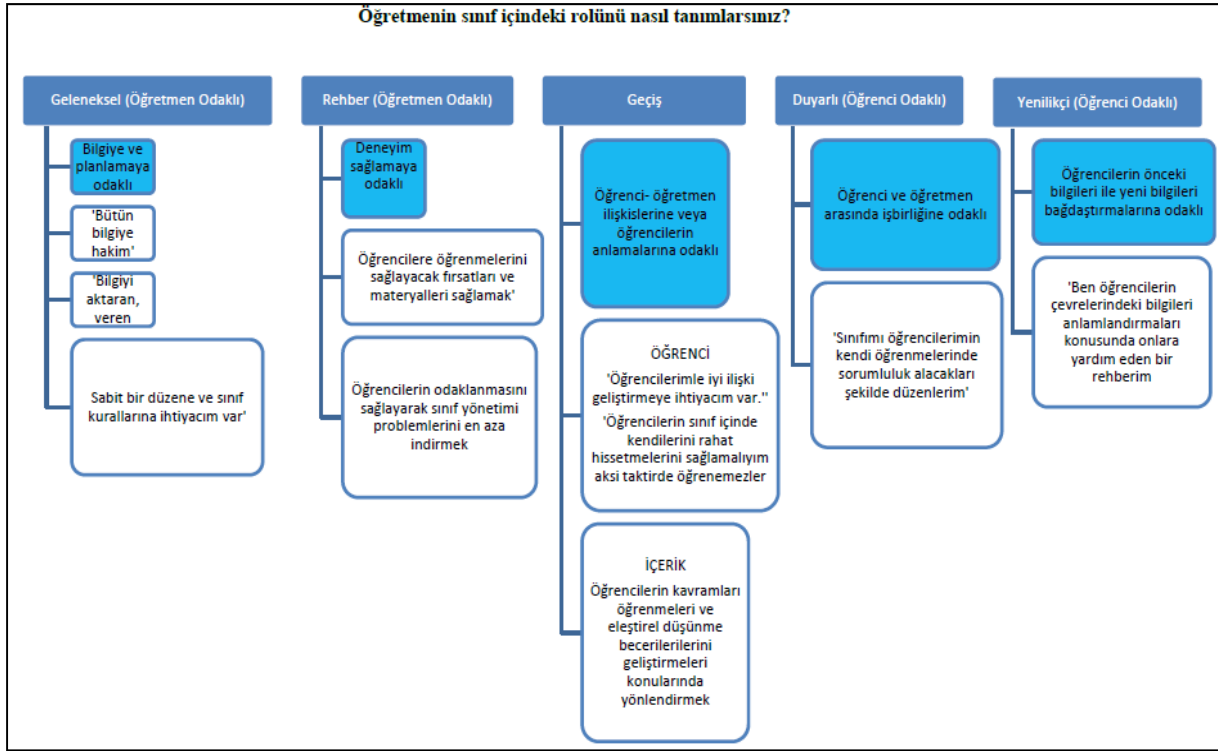 Öğretmenin sınıf içindeki rolünü nasıl tanımlarsınız?
Geleneksel (Öğretmen Odaklı)
Bilgiye ve
planlamaya
odaklı
'Bütün
bilgiye
hakim'
'Bilgiyi
aktaran,
veren
Sabit bir düzene ve sınıf
kurallarına ihtiyacım var'
Rehber (Öğretmen Odaklı)
Deneyim
sağlamaya
odaklı
Öğrencilere öğrenmelerini
sağlayacak fırsatları ve
materyalleri sağlamak'
Öğrencilerin odaklanmasını
sağlayarak sınıf yönetimi
problemlerini en aza
indirmek
Geçiş
Öğrenci- öğretmen
ilişkislerine veya
öğrencilerin
anlamalarına odaklı
ÖĞRENCİ
'Öğrencilerimle iyi ilişki
geliştirmeye ihtiyacım var.''
'Öğrencilerin sınıf içinde
kendilerini rahat
hissetmelerini sağlamalıyım
aksi taktirde öğrenemezler
İÇERİK
Öğrencilerin kavramları
öğrenmeleri ve
eleştirel düşünme
becerilerilerini
geliştirmeleri
konularında
yönlendirmek
Duyarlı (Öğrenci Odaklı)
Öğrenci ve öğretmen
arasında işbirliğine odaklı
'Sınıfımı öğrencilerimin
kendi öğrenmelerinde
sorumluluk alacakları
şekilde düzenlerim'
Yenilikçi (Öğrenci Odaklı)
Öğrencilerin önceki
bilgileri ile yeni bilgileri
bağdaştırmalarına odaklı
'Ben öğrencilerin
çevrelerindeki bilgileri
anlamlandırmaları
konusunda onlara
yardım eden bir
rehberim